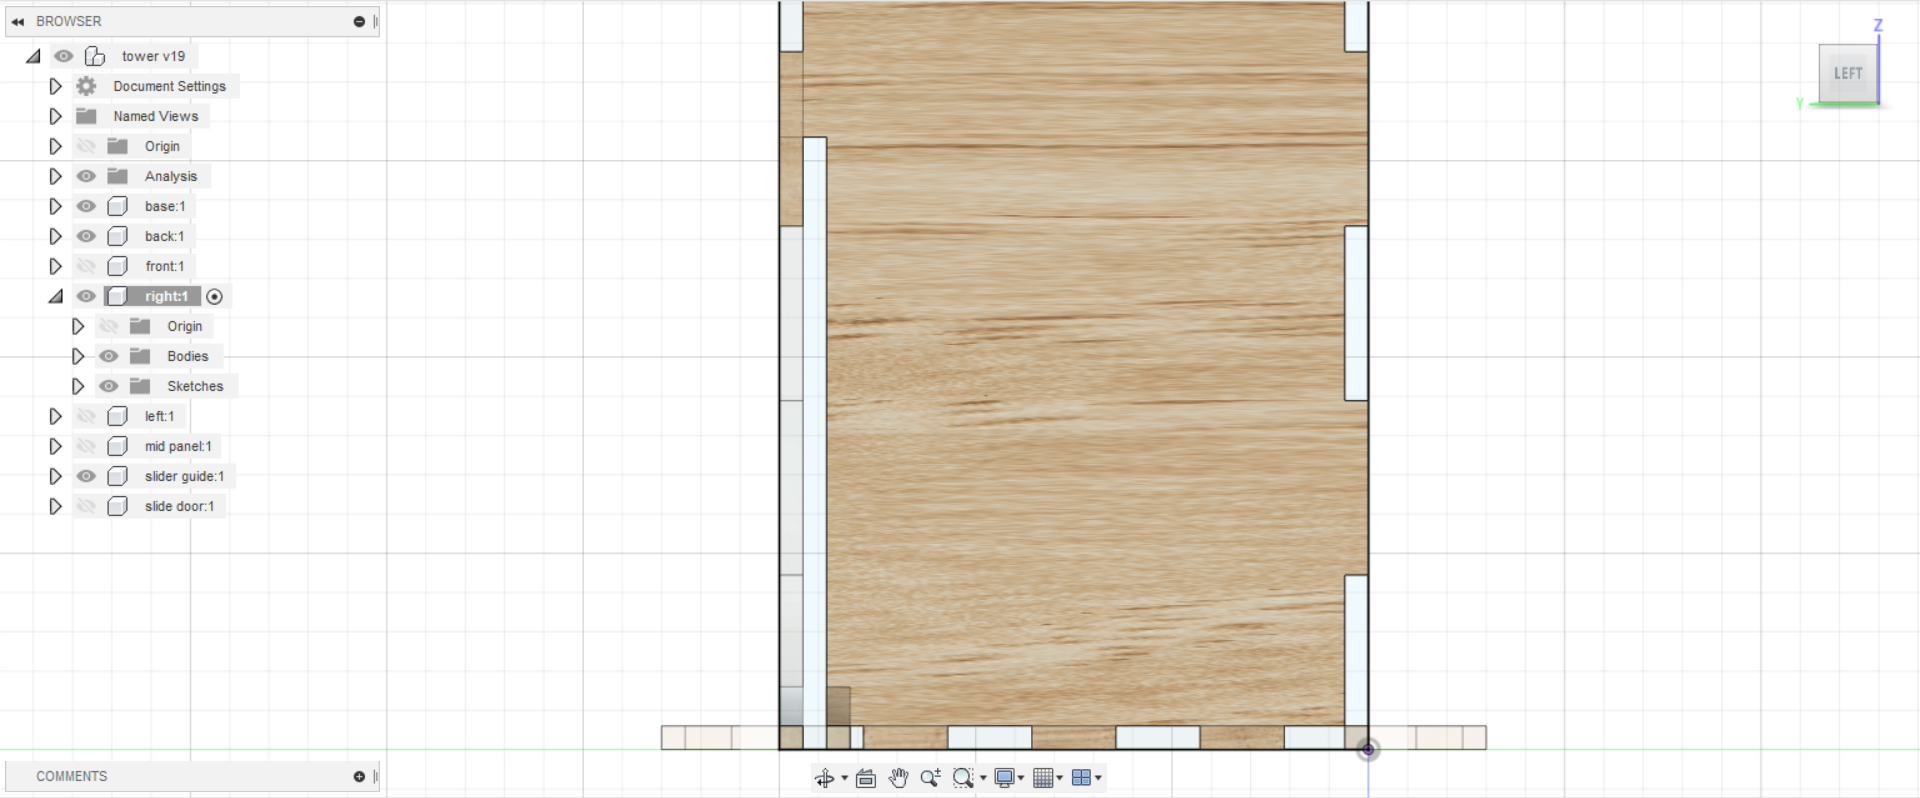 BROWSER
tower v19
Document Settings
Named Views
Origin
Analysis
base:1
back:1
front:1
right:1
Origin
Bodies
Sketches
left:1
mid panel:1
slider guide:1
slide door:1
COMMENTS
Z
LEFT
Y